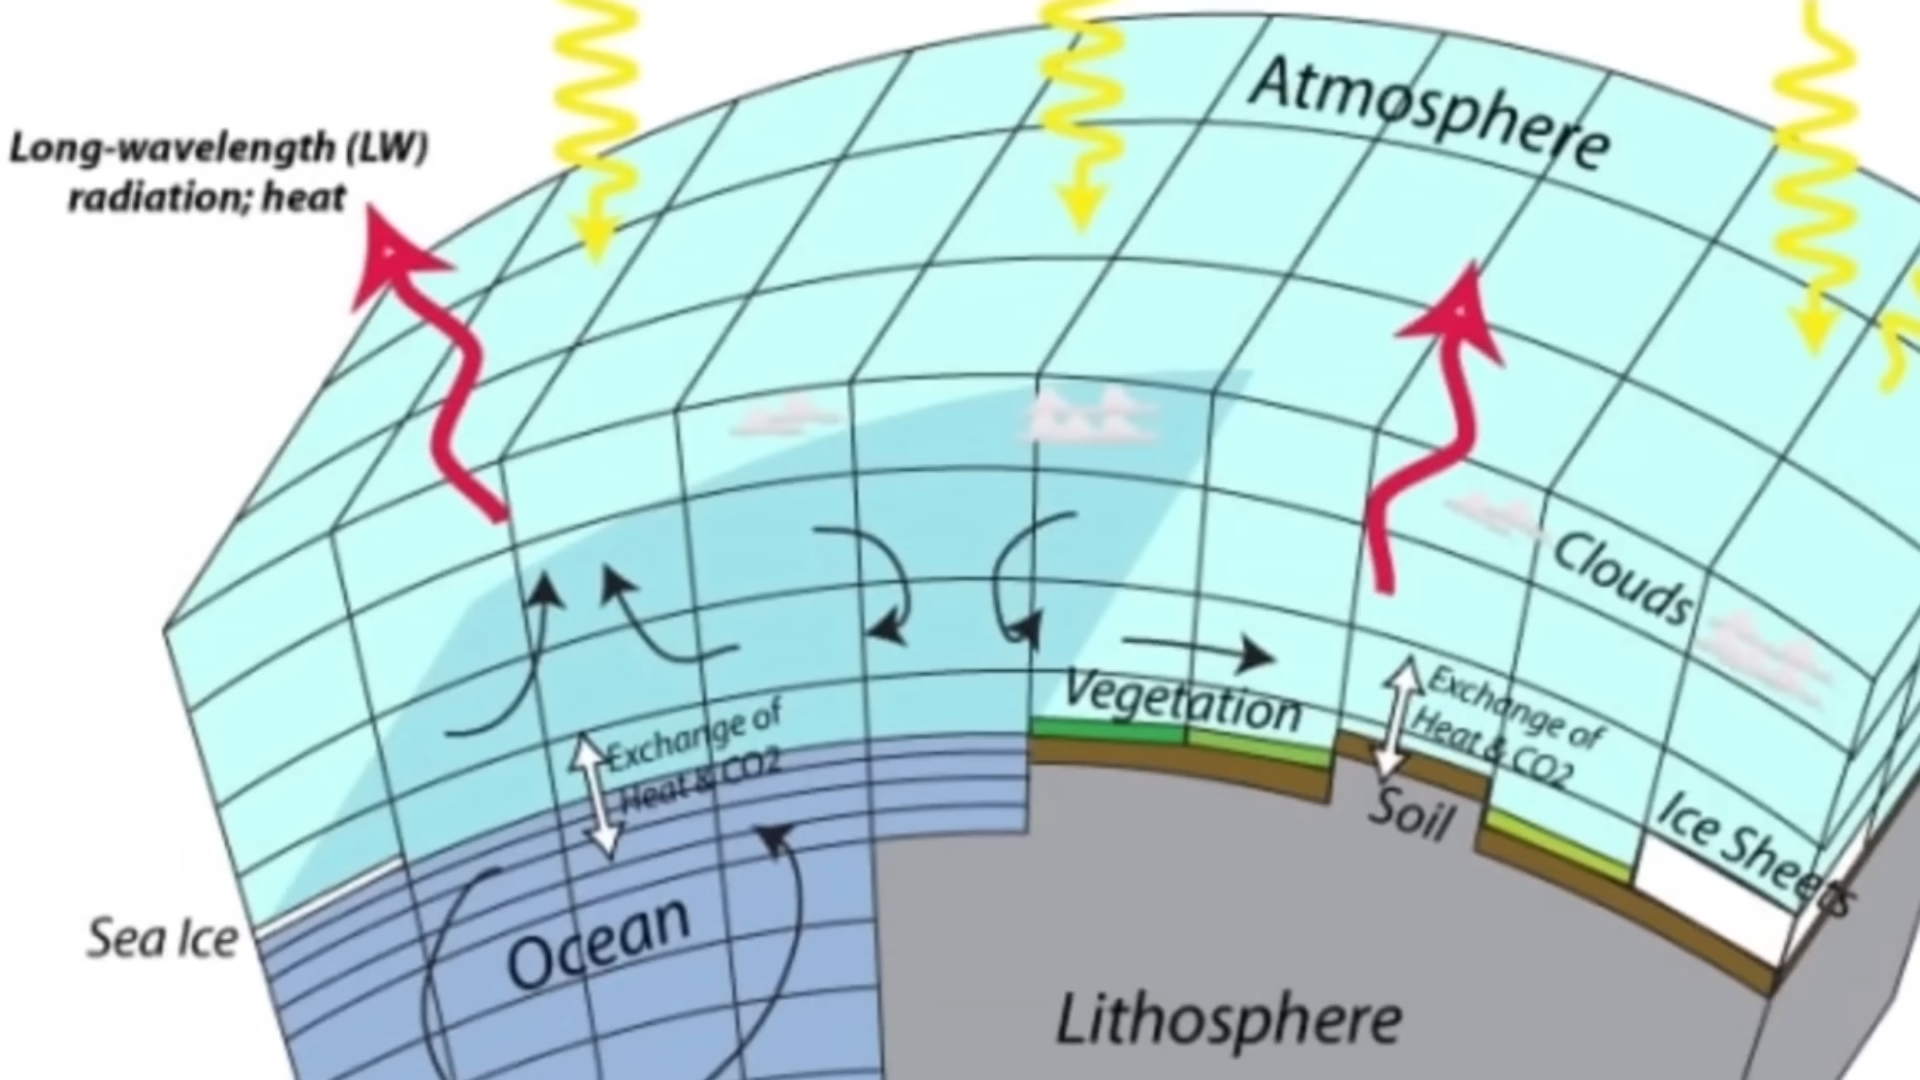 Atmosphere
Long-wavelength (LW)
radiation; heat
Clouds
Vegetation
Exchange of
Heat & CO2
Exchange of
Heat & CO2
Soil
Ice Sheets
Sea Ice
Ocean
Lithosphere